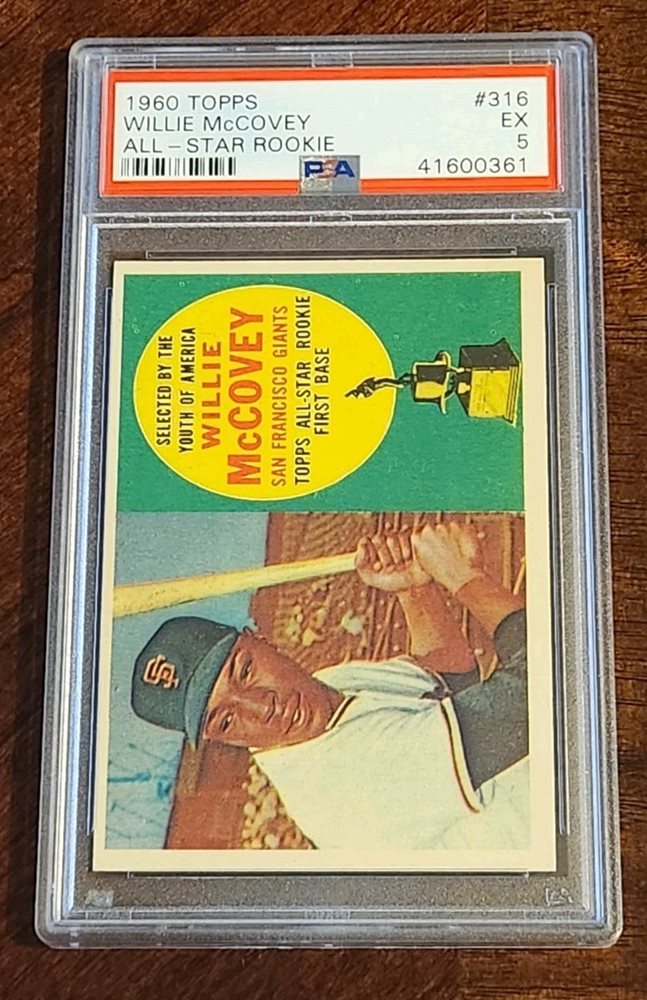 1960 TOPPS
#316
WILLIE McCOVEY
EX
ALL-STAR ROOKIE
5
PSA
41600361
SELECTED BY THE
YOUTH OF AMERICA
WILLIE
McCOVEY
SAN FRANCISCO GIANTS
TOPPS ALL-STAR ROOKIE
FIRST BASE
SF